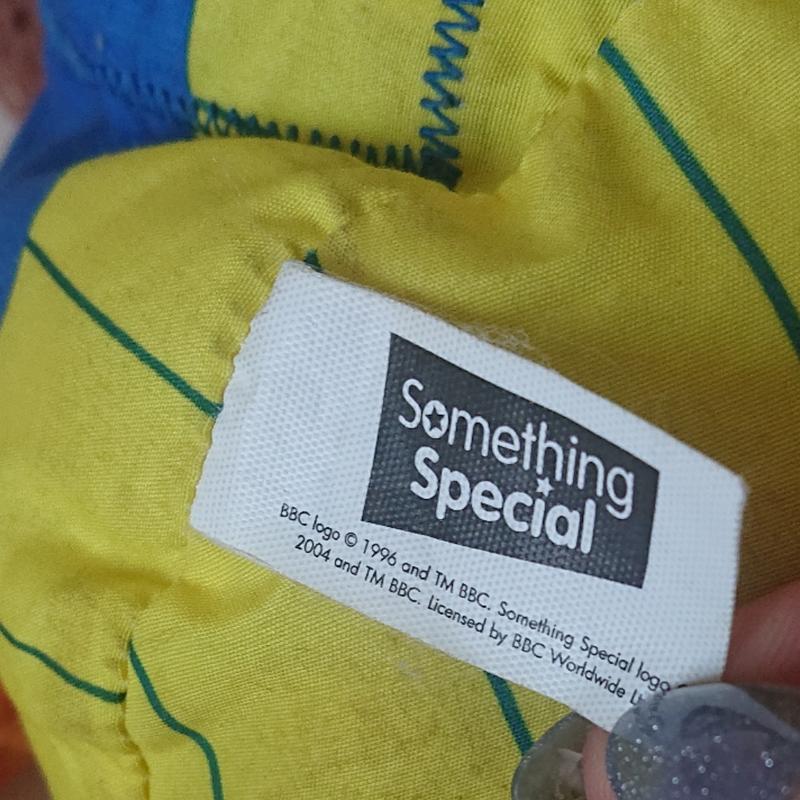 Something
Special
BBC logo © 1996 and TM BBC. Something Special logo
2004 and TM BBC. Licensed by BBC Worldwide